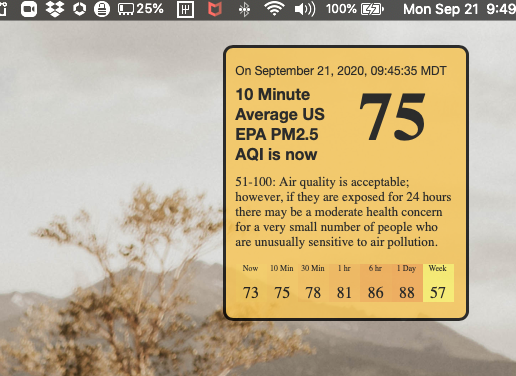 25% 100% Mon Sep 21 9:49
On September 21, 2020, 09:45:35 MDT
10 Minute
Average US
EPA PM2.5
AQI is now
75
51-100: Air quality is acceptable;
however, if they are exposed for 24 hours
there may be a moderate health concern
for a very small number of people who
are unusually sensitive to air pollution.
Now 10 Min 30 Min 1 hr 6 hr 1 Day Week
73 75 78 81 86 88 57